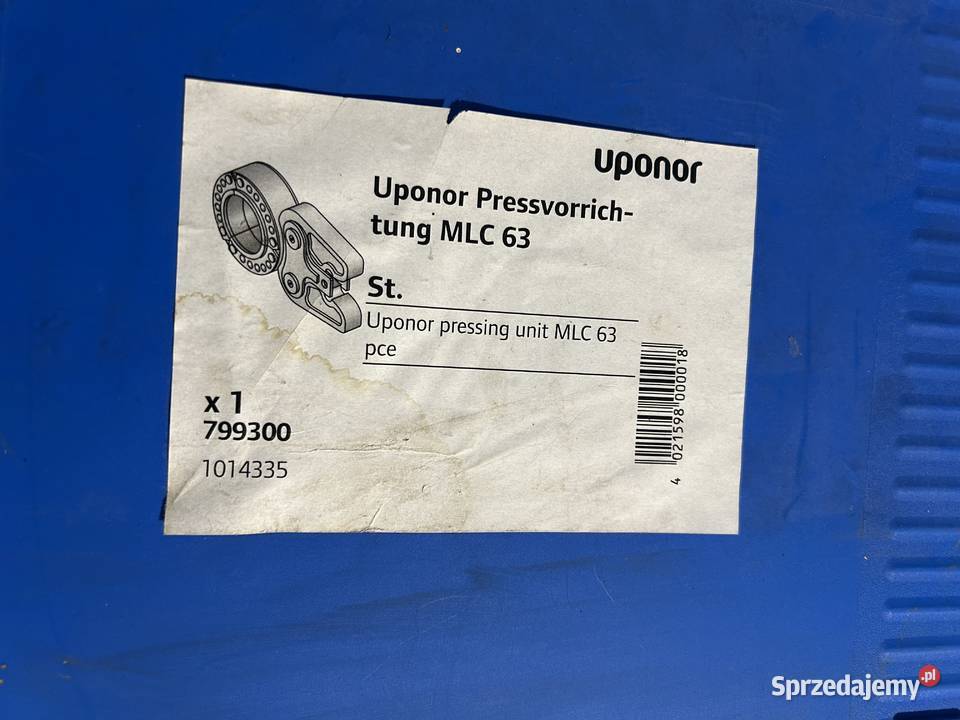 uponor
Uponor Pressvorrich-
tung MLC 63
St.
Uponor pressing unit MLC 63
pce
x 1
799300
1014335
4 021598 000018
Sprzedajemy.pl